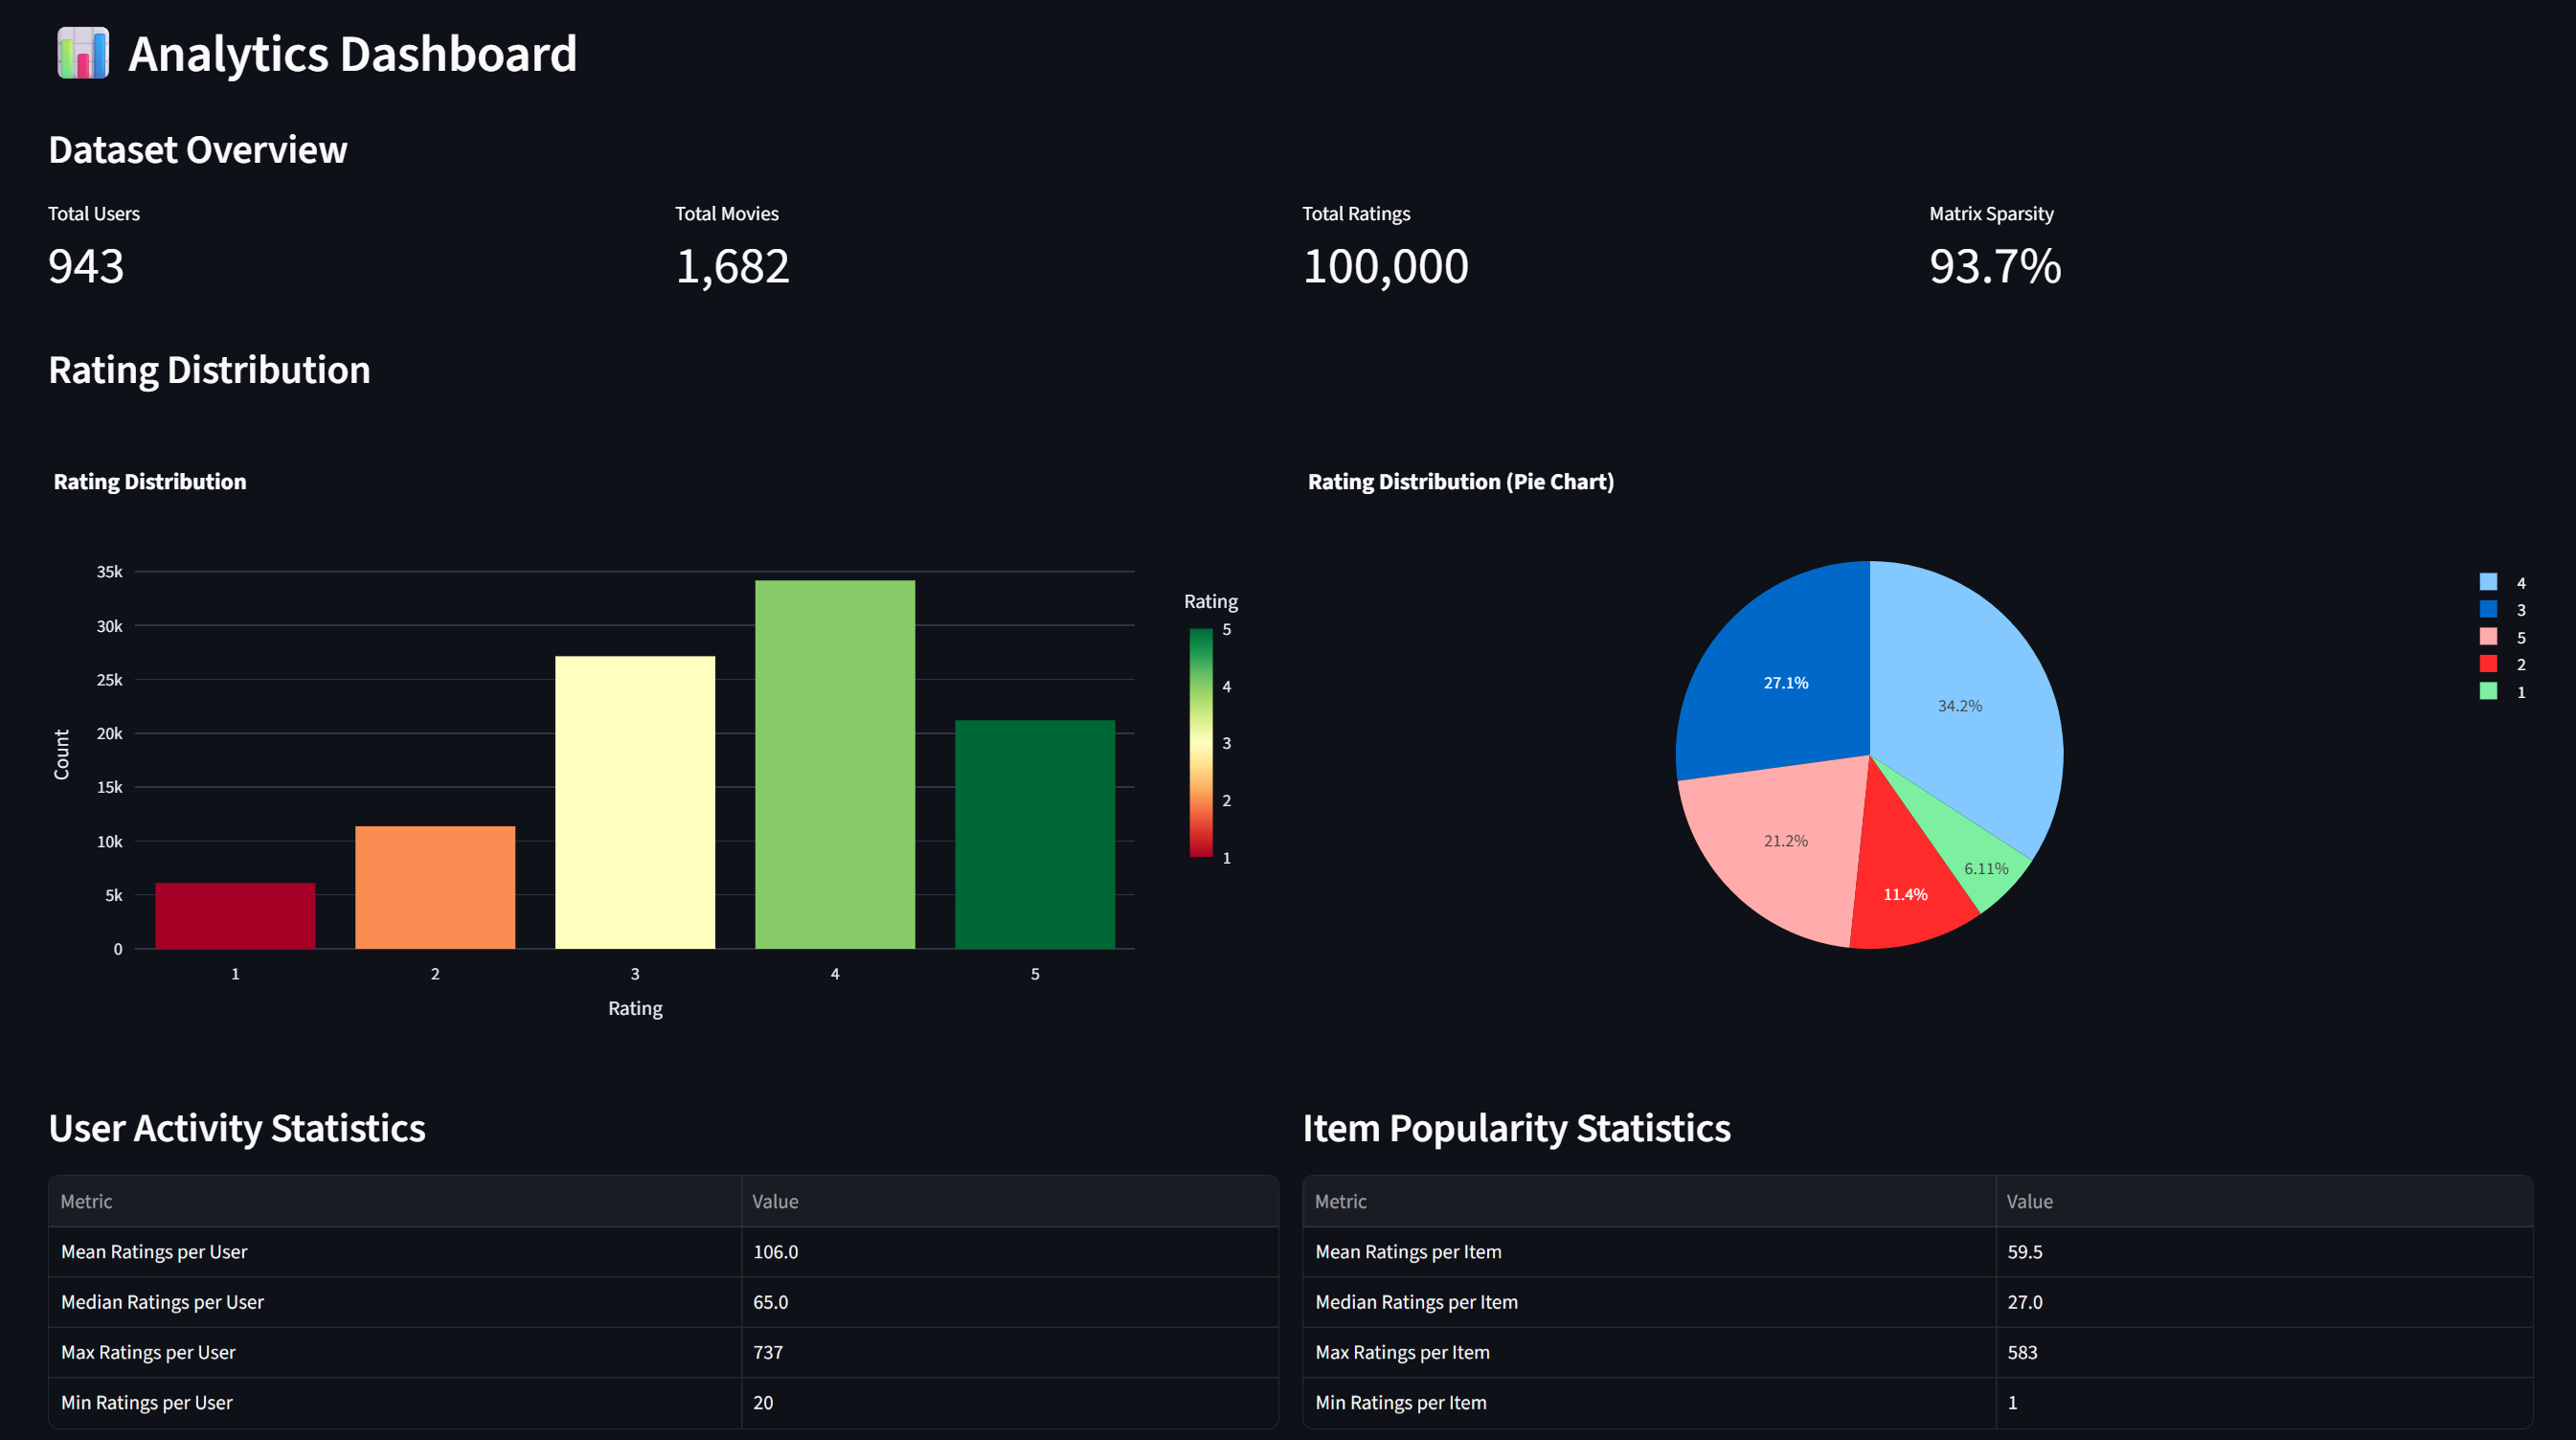 Analytics Dashboard
Dataset Overview
Total Users
943
Total Movies
1,682
Total Ratings
100,000
Matrix Sparsity
93.7%
Rating Distribution
Rating Distribution
35k
30k
25k
20k
15k
10k
5k
0
Count
1 2 3 4 5
Rating
Rating
5
4
3
2
1
Rating Distribution (Pie Chart)
27.1%
34.2%
21.2%
6.11%
11.4%
4
3
5
2
1
User Activity Statistics
Metric Value
Mean Ratings per User 106.0
Median Ratings per User 65.0
Max Ratings per User 737
Min Ratings per User 20
Item Popularity Statistics
Metric Value
Mean Ratings per Item 59.5
Median Ratings per Item 27.0
Max Ratings per Item 583
Min Ratings per Item 1